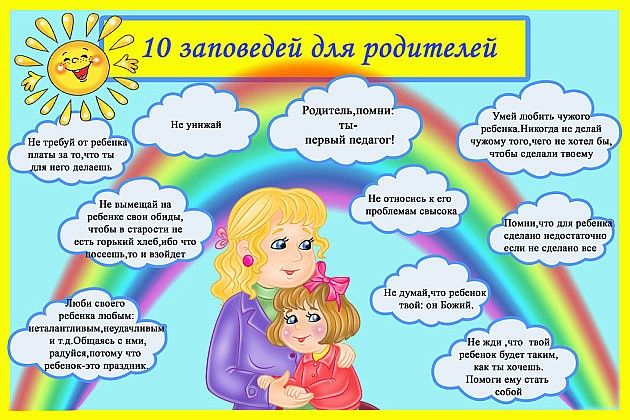 10 заповедей для родителей
Не требуй от ребенка
платы за то,что ты
для него делаешь
Не унижай
Родитель,помни:
ты-
первый педагог!
Умей любить чужого
ребенка.Никогда не делай
чужому того,чего не хотел бы,
чтобы сделали твоему
Не вымещай на
ребенке свои обиды,
чтобы в старости не
есть горький хлеб,ибо что
посеешь,то и взойдет
Не относись к его
проблемам свысока
Помни,что для ребенка
сделано недостаточно
если не сделано все
Люби своего
ребенка любым:
неталантливым,неудачливым
и т.д.Общаясь с ими,
радуйся,потому что
ребенок-это праздник.
Не думай,что ребенок
твой: он Божий.
Не жди ,что твой
ребенок будет таким,
как ты хочешь.
Помоги ему стать
собой